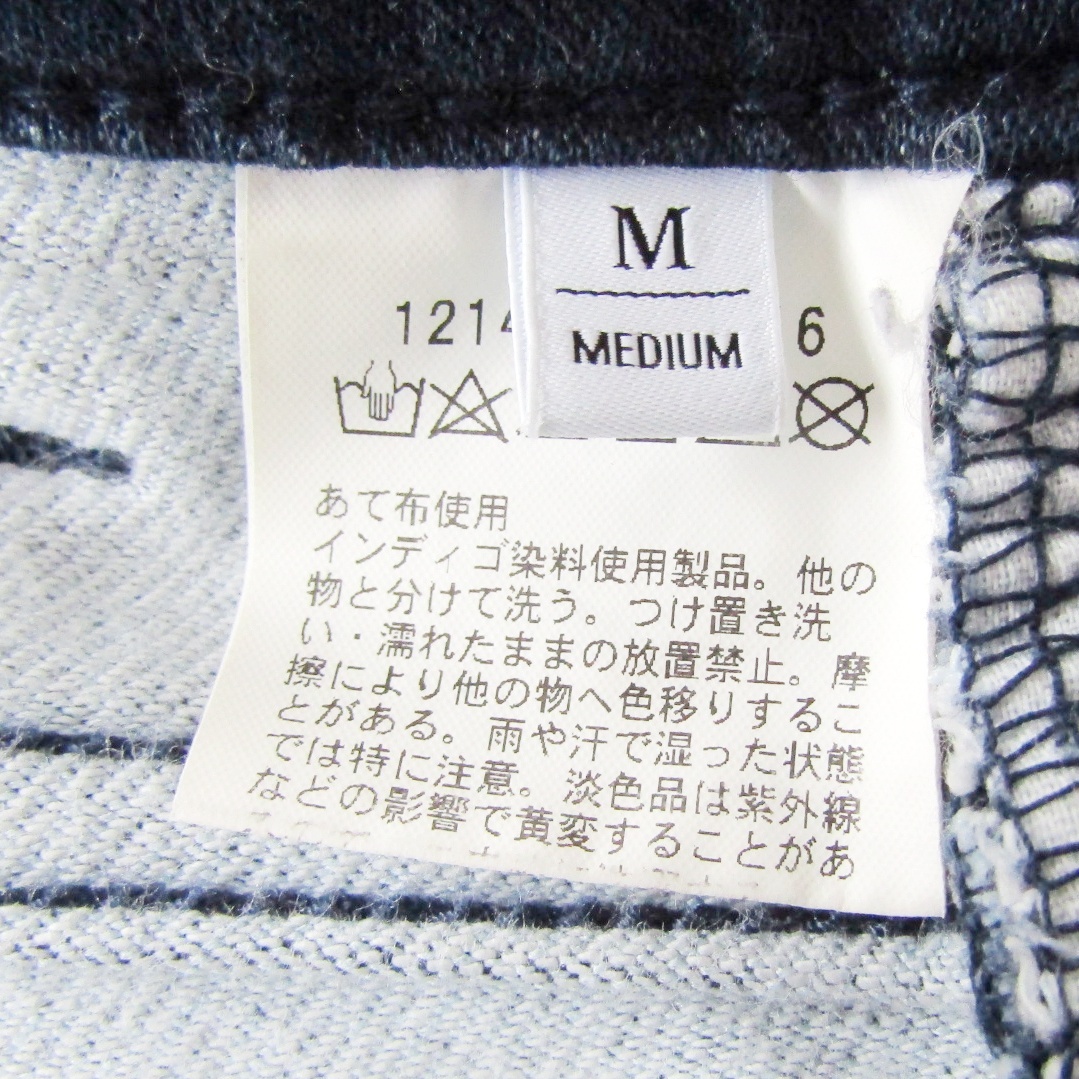 M
MEDIUM
1214
6
あて布使用
インディゴ染料使用製品。他の
物と分けて洗う。つけ置き洗
い・濡れたままの放置禁止。摩
擦により他の物へ色移りするこ
とがある。雨や汗で湿った状態
では特に注意。淡色品は紫外線
などの影響で黄変することがあ